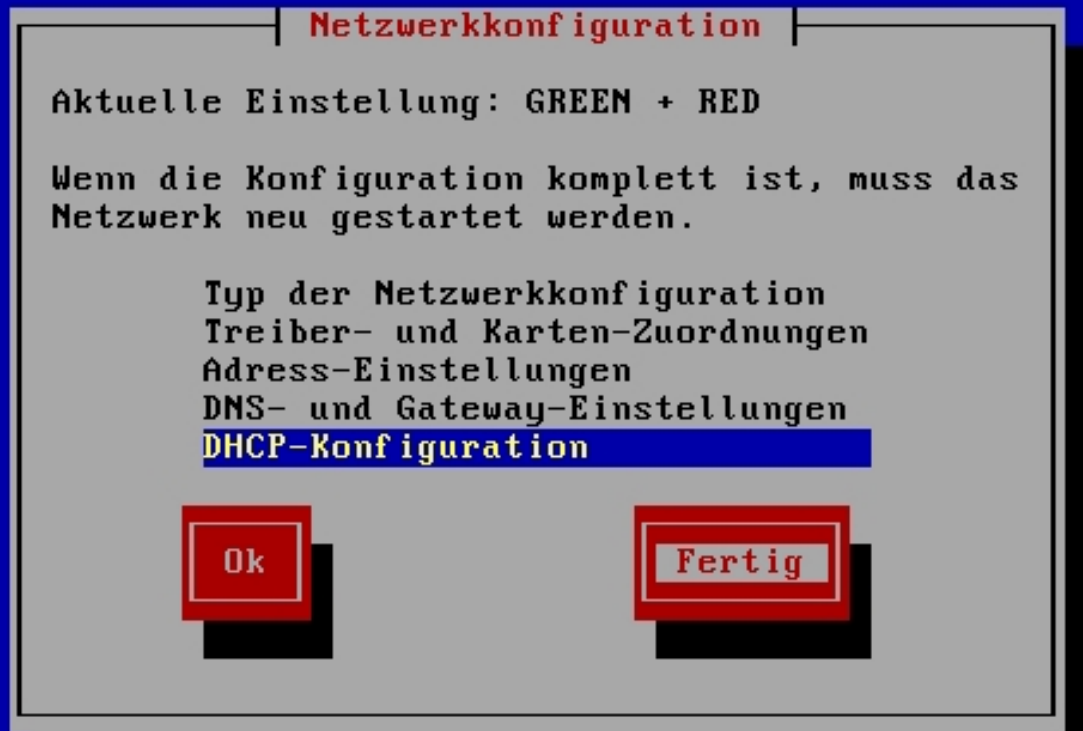 Netzwerkkonfiguration
Aktuelle Einstellung: GREEN + RED
Wenn die Konfiguration komplett ist, muss das
Netzwerk neu gestartet werden.
Typ der Netzwerkkonfiguration
Treiber- und Karten-Zuordnungen
Adress-Einstellungen
DNS- und Gateway-Einstellungen
DHCP-Konfiguration
Ok Fertig